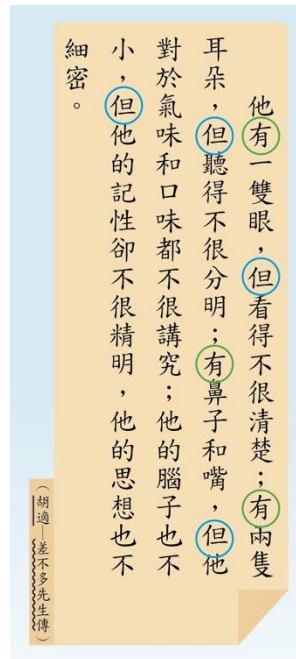 他有一雙眼，但看得不很清楚；有兩隻
耳朵，但聽得不很分明；有鼻子和嘴，但他
對於氣味和口味都不很講究；他的腦子也不
小，但他的記性卻不很精明，他的思想也不
細密。
（胡適—差不多先生傳）